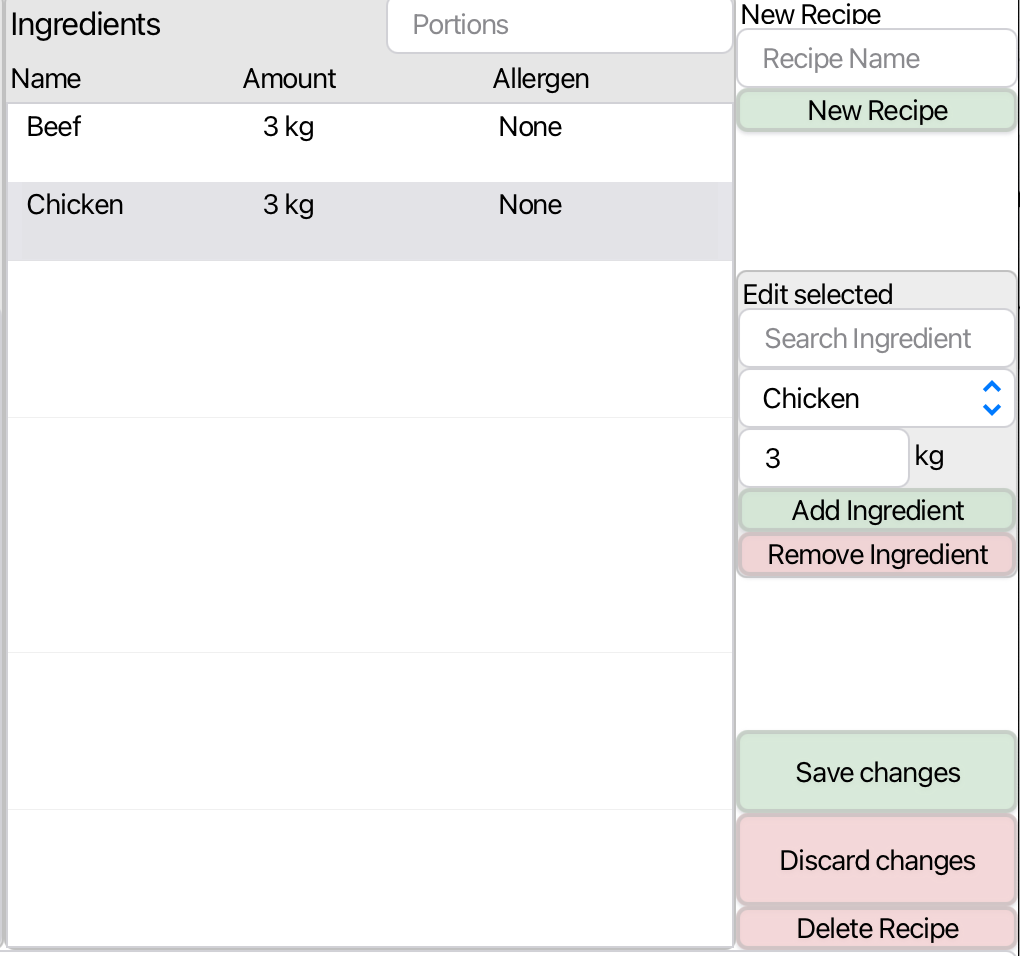 Ingredients
Portions
Name Amount Allergen
Beef 3 kg None
Chicken 3 kg None
New Recipe
Recipe Name
New Recipe
Edit selected
Search Ingredient
Chicken
3 kg
Add Ingredient
Remove Ingredient
Save changes
Discard changes
Delete Recipe